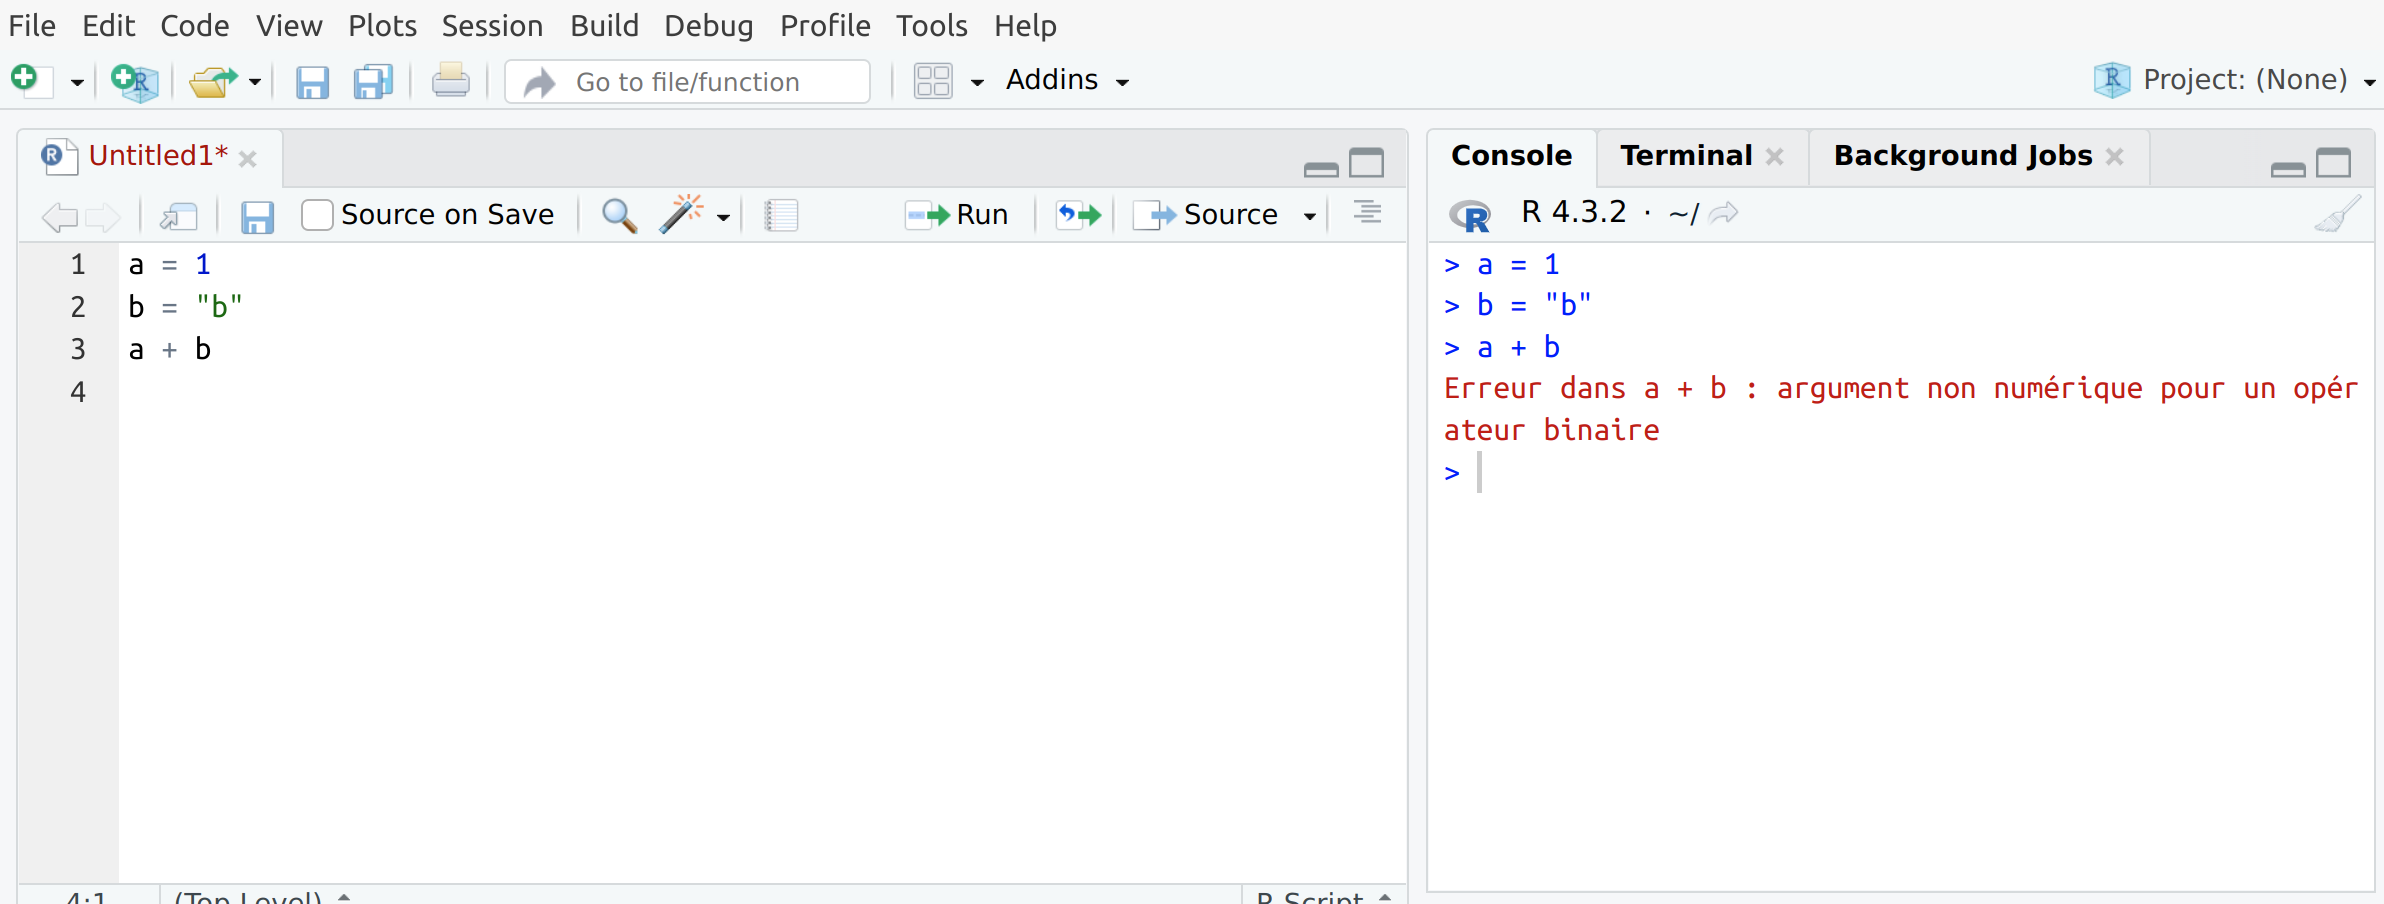 File Edit Code View Plots Session Build Debug Profile Tools Help
Go to file/function Addins Project: (None)
Untitled1*
Source on Save Run Source
1 a = 1
2 b = "b"
3 a + b
4
4:1 (Top Level) R Script
Console Terminal Background Jobs
R 4.3.2 · ~/
> a = 1
> b = "b"
> a + b
Erreur dans a + b : argument non numérique pour un opér
ateur binaire
>